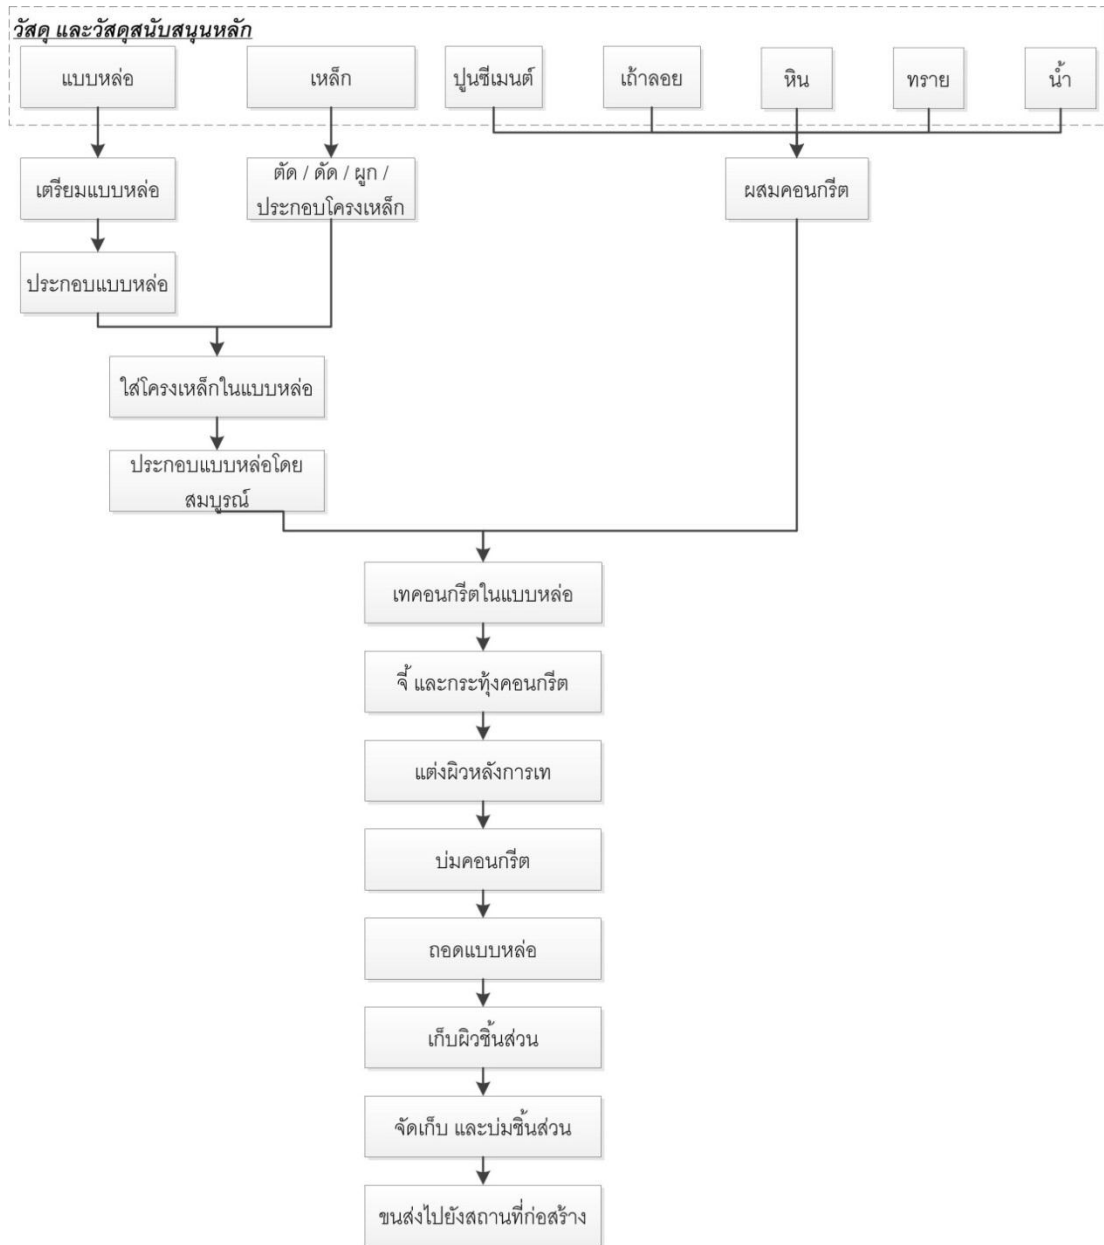 วัสดุ และวัสดุสนับสนุนหลัก
แบบหล่อ
เหล็ก
ปูนซีเมนต์
เถ้าลอย
หิน
ทราย
น้ำ
เตรียมแบบหล่อ
ตัด / ดัด / ผูก /
ประกอบโครงเหล็ก
ผสมคอนกรีต
ประกอบแบบหล่อ
ใส่โครงเหล็กในแบบหล่อ
ประกอบแบบหล่อโดย
สมบูรณ์
เทคอนกรีตในแบบหล่อ
จี้ และกระทุ้งคอนกรีต
แต่งผิวหลังการเท
บ่มคอนกรีต
ถอดแบบหล่อ
เก็บผิวชิ้นส่วน
จัดเก็บ และบ่มชิ้นส่วน
ขนส่งไปยังสถานที่ก่อสร้าง